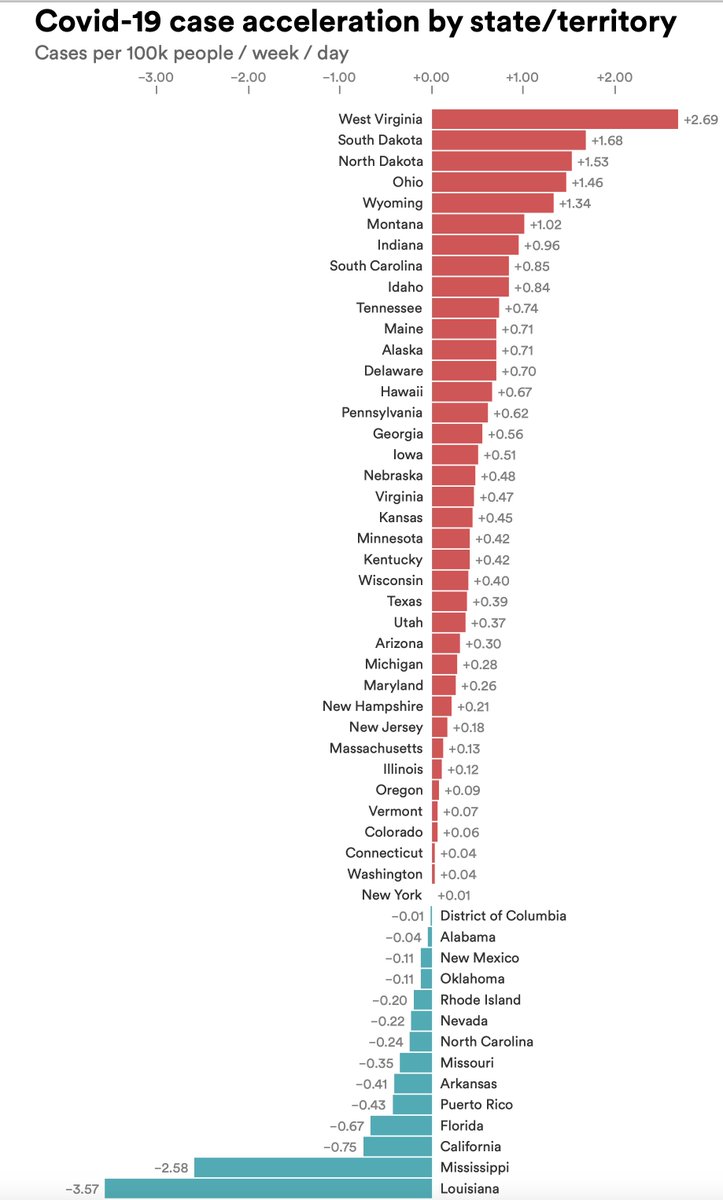 Covid-19 case acceleration by state/territory
Cases per 100k people / week / day
−3.00 −2.00 −1.00 +0.00 +1.00 +2.00
West Virginia +2.69
South Dakota +1.68
North Dakota +1.53
Ohio +1.46
Wyoming +1.34
Montana +1.02
Indiana +0.96
South Carolina +0.85
Idaho +0.84
Tennessee +0.74
Maine +0.71
Alaska +0.71
Delaware +0.70
Hawaii +0.67
Pennsylvania +0.62
Georgia +0.56
Iowa +0.51
Nebraska +0.48
Virginia +0.47
Kansas +0.45
Minnesota +0.42
Kentucky +0.42
Wisconsin +0.40
Texas +0.39
Utah +0.37
Arizona +0.30
Michigan +0.28
Maryland +0.26
New Hampshire +0.21
New Jersey +0.18
Massachusetts +0.13
Illinois +0.12
Oregon +0.09
Vermont +0.07
Colorado +0.06
Connecticut +0.04
Washington +0.04
New York +0.01
−0.01 District of Columbia
−0.04 Alabama
−0.11 New Mexico
−0.11 Oklahoma
−0.20 Rhode Island
−0.22 Nevada
−0.24 North Carolina
−0.35 Missouri
−0.41 Arkansas
−0.43 Puerto Rico
−0.67 Florida
−0.75 California
−2.58 Mississippi
−3.57 Louisiana